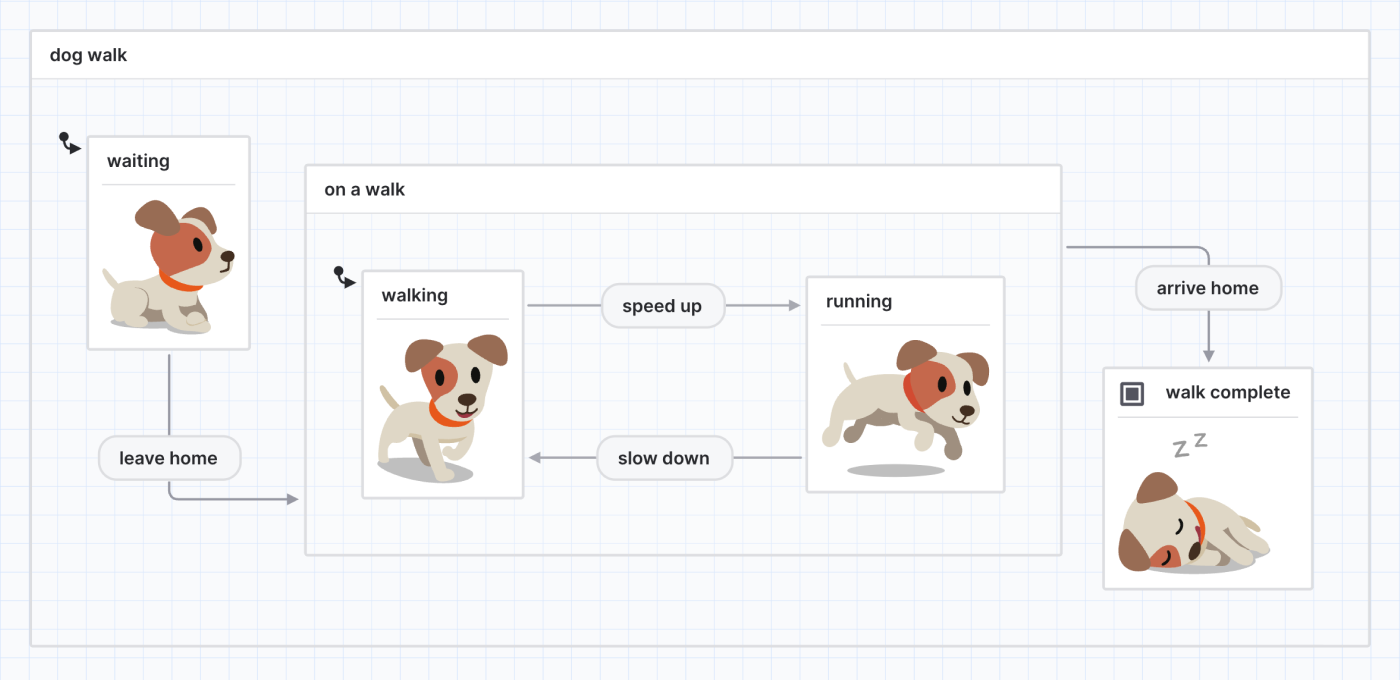 dog walk
waiting
leave home
on a walk
walking
speed up
running
slow down
arrive home
walk complete
z z